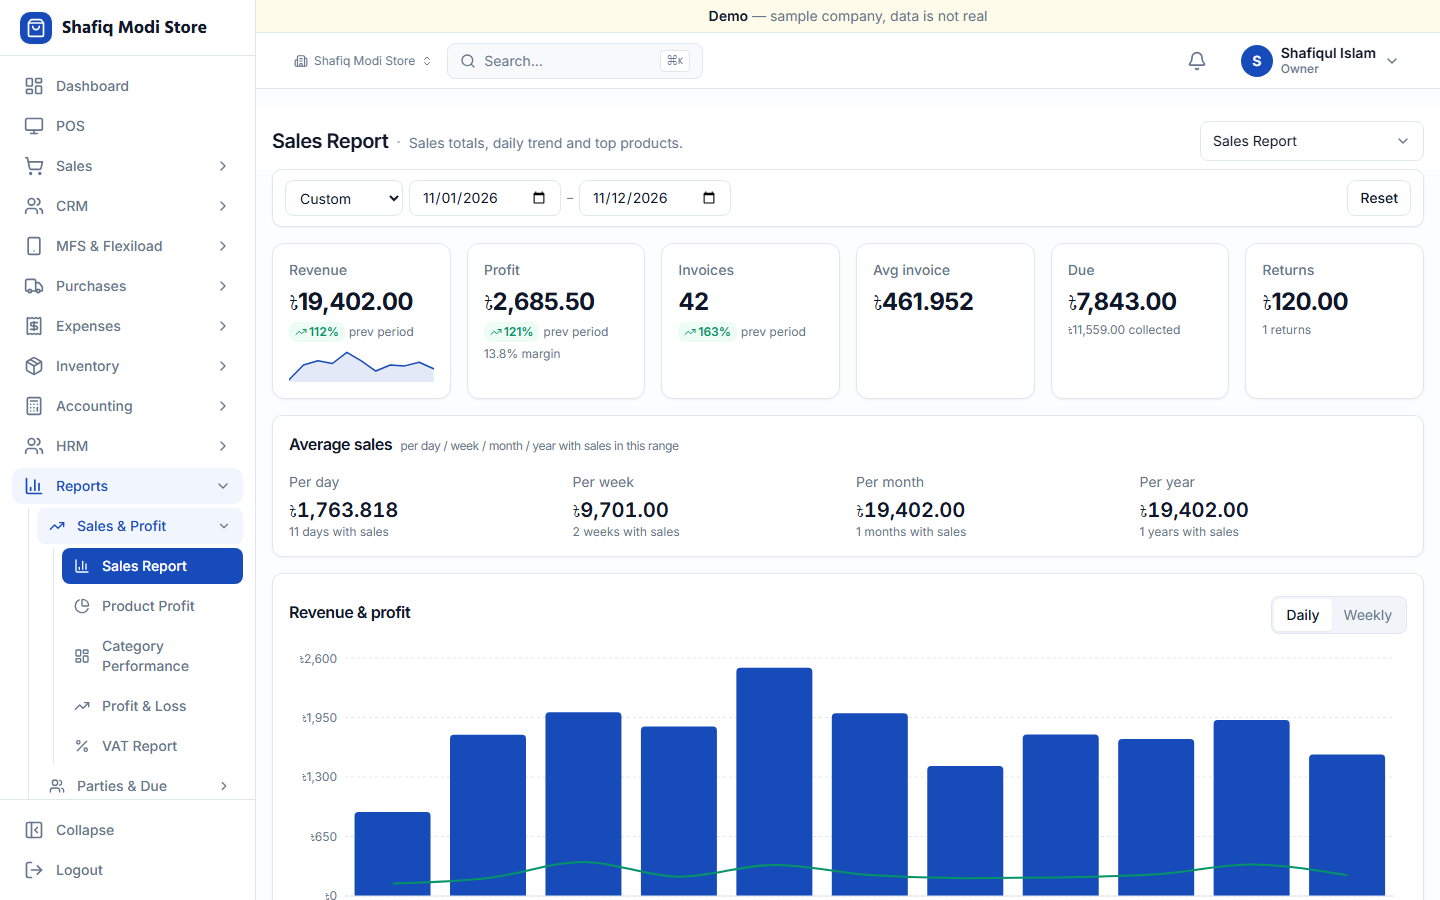 Shafiq Modi Store
Demo — sample company, data is not real
Shafiq Modi Store
Search...
⌘K
S
Shafiqul Islam
Owner
Dashboard
POS
Sales
CRM
MFS & Flexiload
Purchases
Expenses
Inventory
Accounting
HRM
Reports
Sales & Profit
Sales Report
Product Profit
Category
Performance
Profit & Loss
VAT Report
Parties & Due
Collapse
Logout
Sales Report · Sales totals, daily trend and top products.
Sales Report
Custom
11/01/2026
–
11/12/2026
Reset
Revenue
৳19,402.00
112% prev period
Profit
৳2,685.50
121% prev period
13.8% margin
Invoices
42
163% prev period
Avg invoice
৳461.952
Due
৳7,843.00
৳11,559.00 collected
Returns
৳120.00
1 returns
Average sales per day / week / month / year with sales in this range
Per day
৳1,763.818
11 days with sales
Per week
৳9,701.00
2 weeks with sales
Per month
৳19,402.00
1 months with sales
Per year
৳19,402.00
1 years with sales
Revenue & profit
Daily
Weekly
৳2,600
৳1,950
৳1,300
৳650
৳0